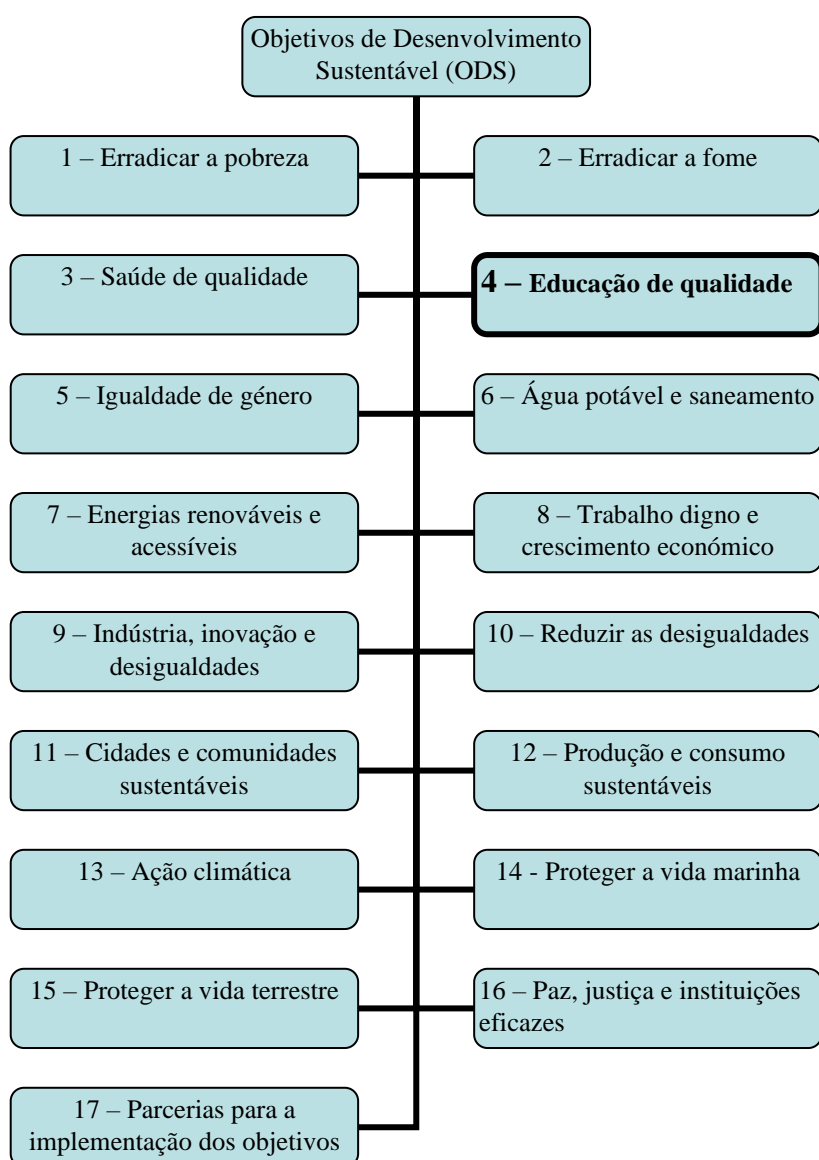 Objetivos de Desenvolvimento
Sustentável (ODS)
1 – Erradicar a pobreza
2 – Erradicar a fome
3 – Saúde de qualidade
4 – Educação de qualidade
5 – Igualdade de género
6 – Água potável e saneamento
7 – Energias renováveis e
acessíveis
8 – Trabalho digno e
crescimento económico
9 – Indústria, inovação e
desigualdades
10 – Reduzir as desigualdades
11 – Cidades e comunidades
sustentáveis
12 – Produção e consumo
sustentáveis
13 – Ação climática
14 - Proteger a vida marinha
15 – Proteger a vida terrestre
16 – Paz, justiça e instituições
eficazes
17 – Parcerias para a
implementação dos objetivos